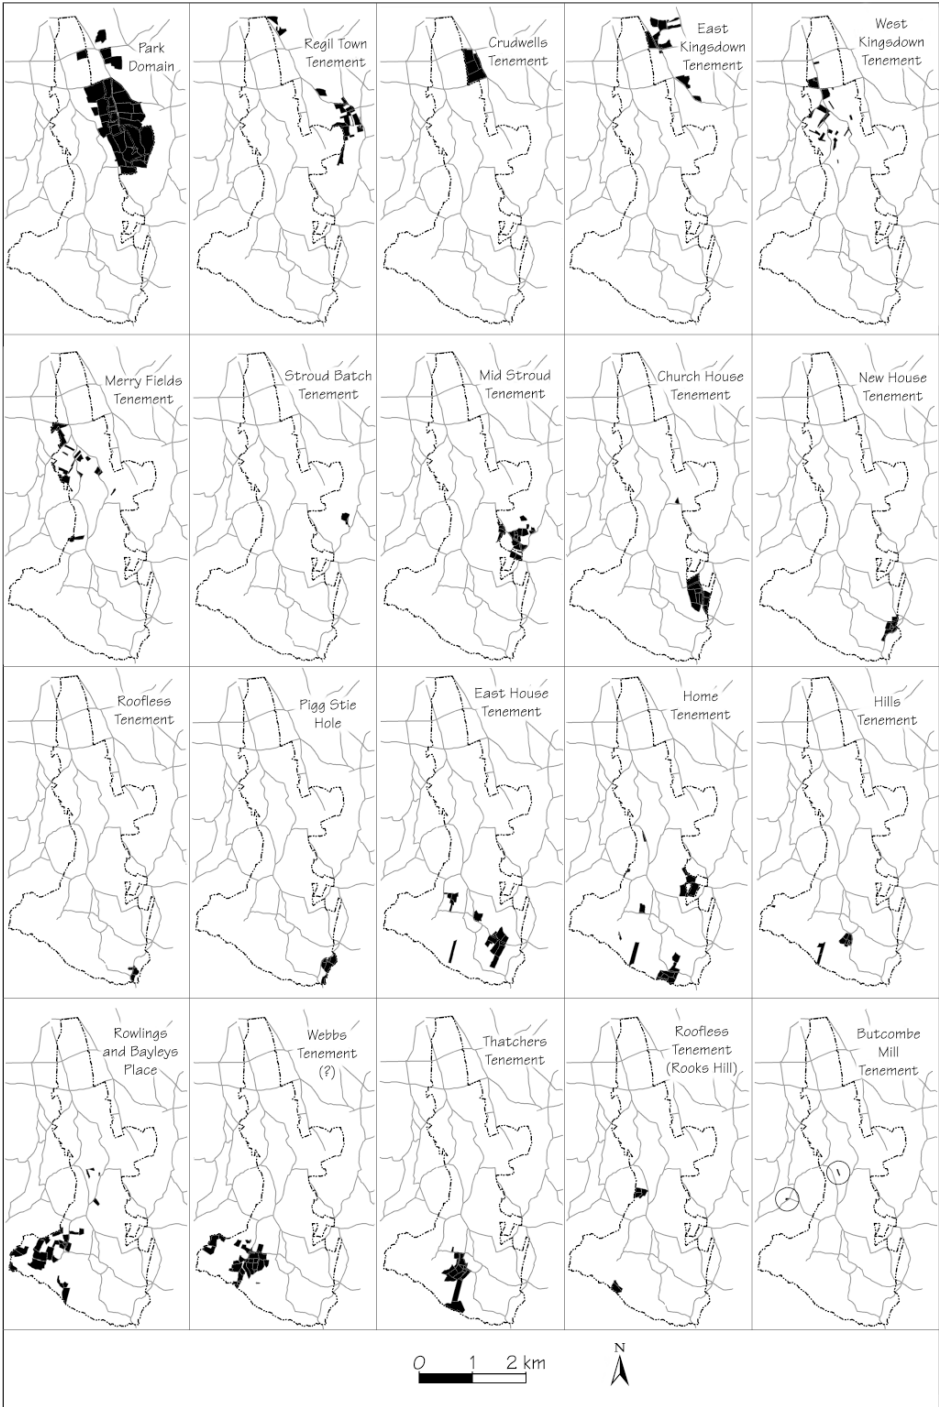 Park
Domain
Regil Town
Tenement
Crudwells
Tenement
East
Kingsdown
Tenement
West
Kingsdown
Tenement
Merry Fields
Tenement
Stroud Batch
Tenement
Mid Stroud
Tenement
Church House
Tenement
New House
Tenement
Roofless
Tenement
Pigg Stie
Hole
East House
Tenement
Home
Tenement
Hills
Tenement
Rowlings
and Bayleys
Place
Webbs
Tenement
(?)
Thatchers
Tenement
Roofless
Tenement
(Rooks Hill)
Butcombe
Mill
Tenement
0 1 2 km
N